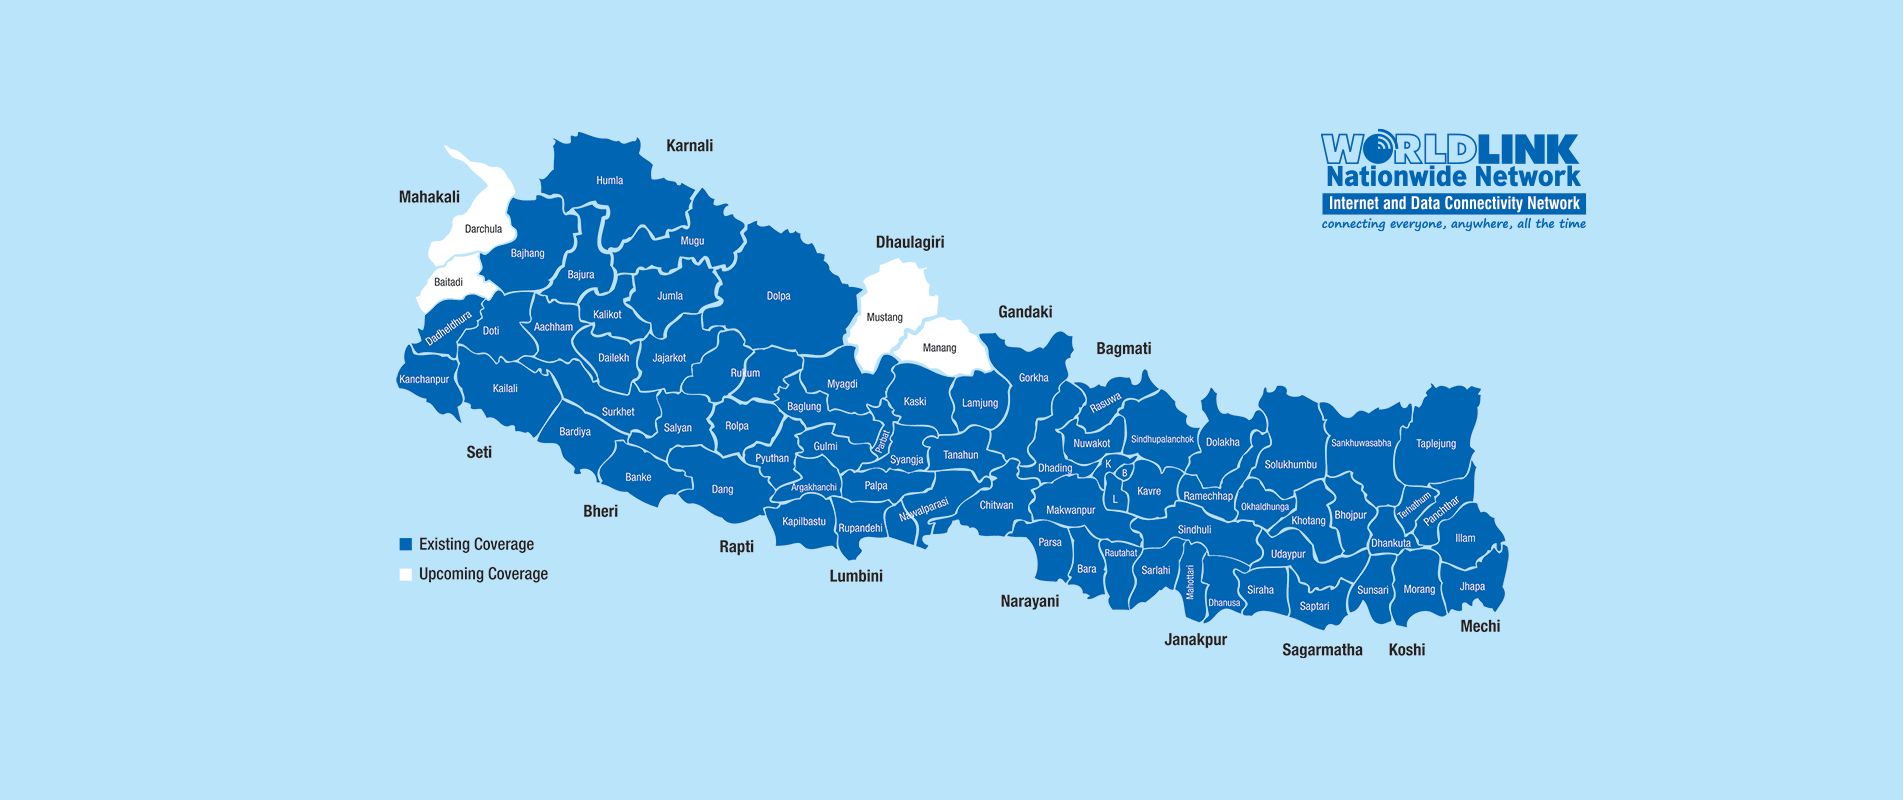 WORLDLINK
Nationwide Network
Internet and Data Connectivity Network
connecting everyone, anywhere, all the time
Karnali
Mahakali
Dhaulagiri
Gandaki
Bagmati
Seti
Bheri
Rapti
Lumbini
Narayani
Janakpur
Sagarmatha
Koshi
Mechi
Humla
Darchula
Bajhang
Mugu
Baitadi
Bajura
Jumla
Dolpa
Kalikot
Mustang
Dadheldhura
Doti
Aachham
Manang
Dailekh
Jajarkot
Kanchanpur
Kailali
Rukum
Myagdi
Gorkha
Kaski
Lamjung
Rasuwa
Surkhet
Baglung
Salyan
Rolpa
Bardiya
Gulmi
Parbat
Syangja
Tanahun
Nuwakot
Sindhupalanchok
Dolakha
Sankhuwasabha
Taplejung
Pyuthan
Dhading
K
B
L
Solukhumbu
Banke
Dang
Argakhanchi
Palpa
Kavre
Ramechhap
Okhaldhunga
Kapilbastu
Rupandehi
Nawalparasi
Chitwan
Makwanpur
Khotang
Bhojpur
Terhathum
Panchthar
Sindhuli
Parsa
Bara
Rautahat
Sarlahi
Mahottari
Dhanusa
Siraha
Udaypur
Dhankuta
Illam
Saptari
Sunsari
Morang
Jhapa
Existing Coverage
Upcoming Coverage